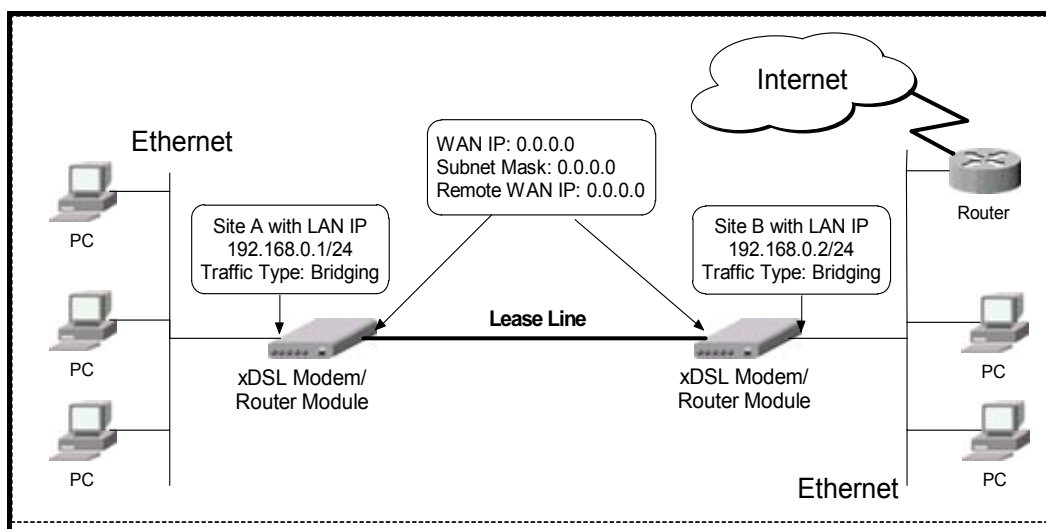 Internet
Ethernet
WAN IP: 0.0.0.0
Subnet Mask: 0.0.0.0
Remote WAN IP: 0.0.0.0
Router
PC
Site A with LAN IP
192.168.0.1/24
Traffic Type: Bridging
Site B with LAN IP
192.168.0.2/24
Traffic Type: Bridging
Lease Line
PC
xDSL Modem/
Router Module
xDSL Modem/
Router Module
PC
PC
Ethernet
PC